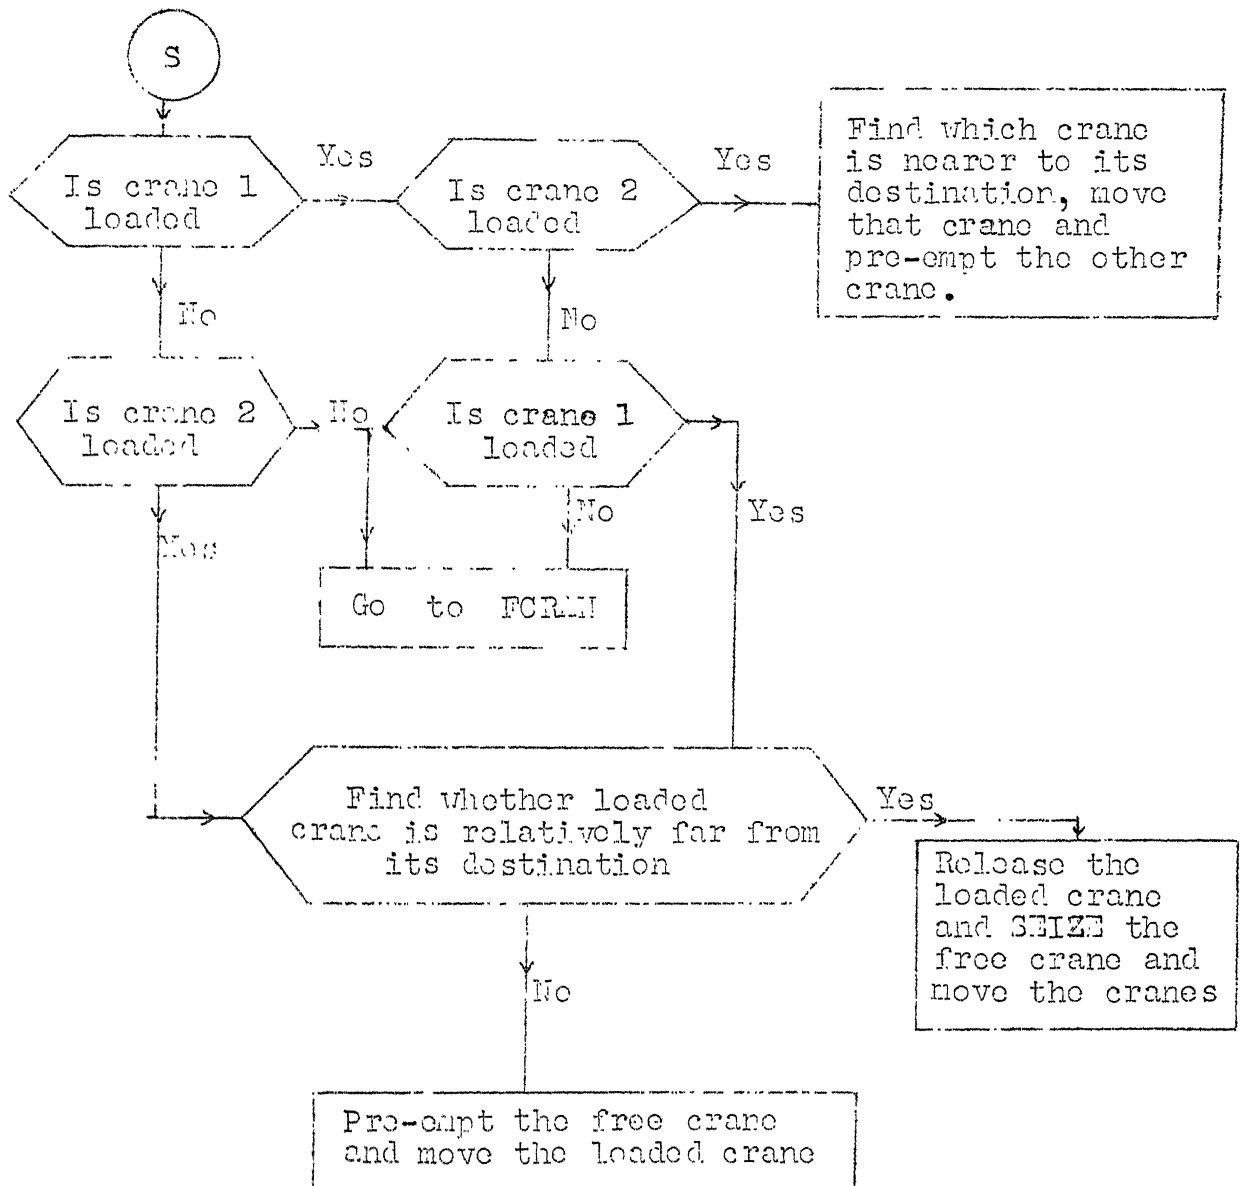 S
Is crane 1
loaded
Yes
Is crane 2
loaded
Yes
Find which crane
is nearer to its
destination, move
that crane and
pre-empt the other
crane.
No
No
Is crane 2
loaded
No
Is crane 1
loaded
Yes
No
Yes
Go to FCRAN
Find whether loaded
crane is relatively far from
its destination
Yes
Release the
loaded crane
and SEIZE the
free crane and
move the cranes
No
Pre-empt the free crane
and move the loaded crane